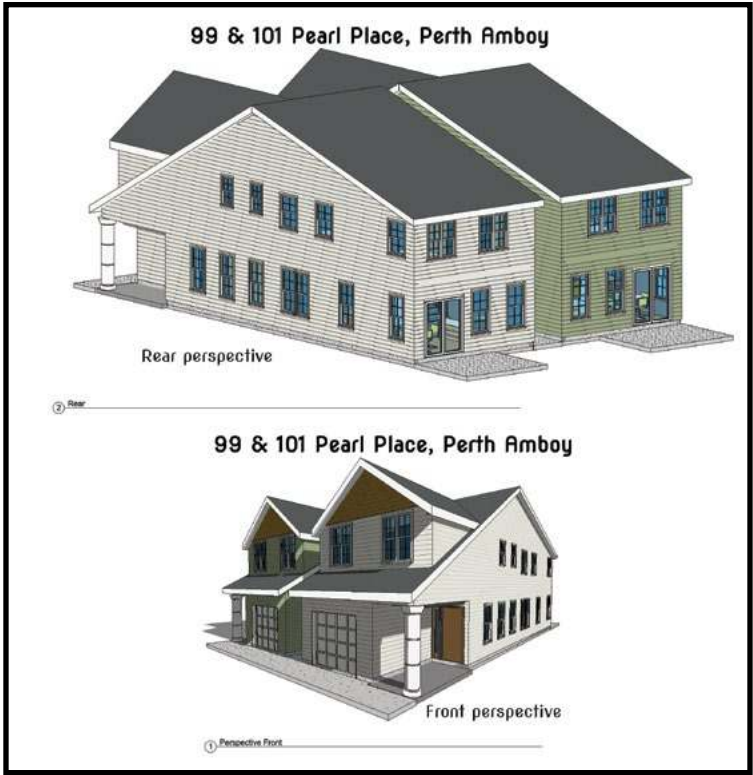 99 & 101 Pearl Place, Perth Amboy
Rear perspective
2 Rear
99 & 101 Pearl Place, Perth Amboy
Front perspective
1 Perspective Front